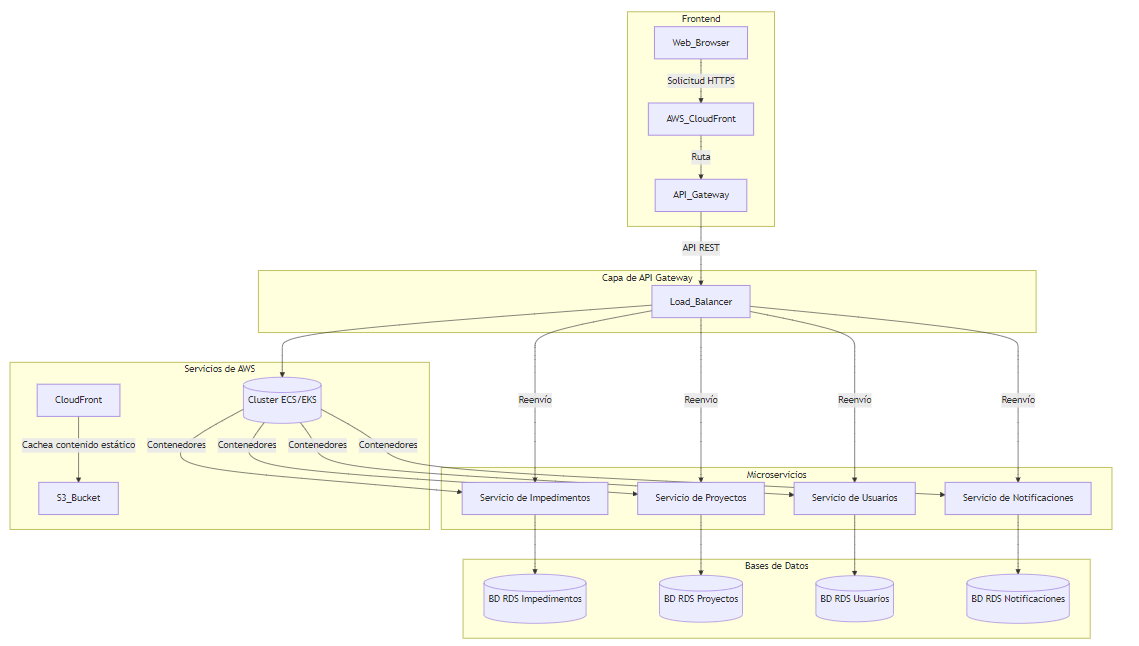 Frontend
Web_Browser
Solicitud HTTPS
AWS_CloudFront
Ruta
API_Gateway
API REST
Capa de API Gateway
Load_Balancer
Servicios de AWS
CloudFront
Cluster ECS/EKS
Reenvío
Reenvío
Reenvío
Reenvío
Cachea contenido estático
Contenedores
Contenedores
Contenedores
Contenedores
S3_Bucket
Microservicios
Servicio de Impedimentos
Servicio de Proyectos
Servicio de Usuarios
Servicio de Notificaciones
Bases de Datos
BD RDS Impedimentos
BD RDS Proyectos
BD RDS Usuarios
BD RDS Notificaciones